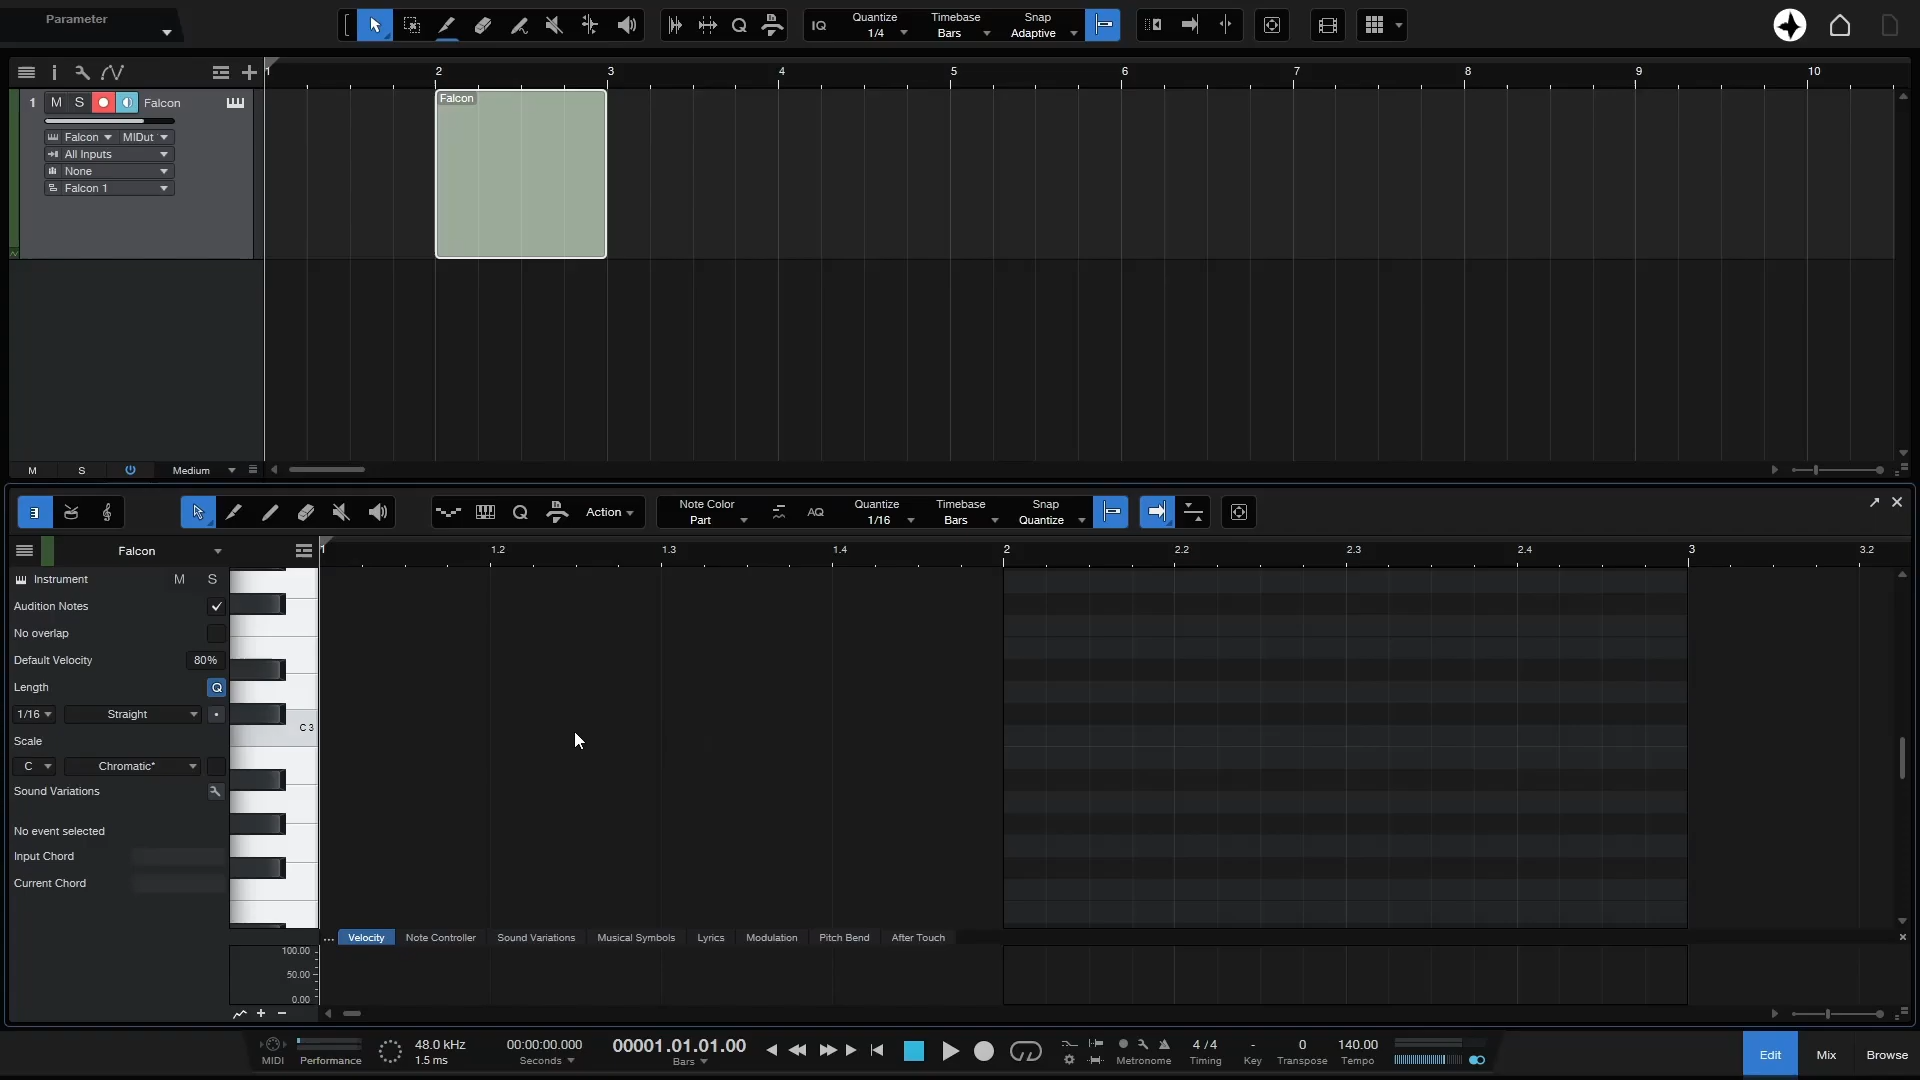 Parameter
IQ
Quantize
1/4
Timebase
Bars
Snap
Adaptive
1 2 3 4 5 6 7 8 9 10
1 M S Falcon
Falcon MIDut
All Inputs
None
Falcon 1
Falcon
M S Medium
Action
Note Color
Part
AQ
Quantize
1/16
Timebase
Bars
Snap
Quantize
Falcon
1 1.2 1.3 1.4 2 2.2 2.3 2.4 3 3.2
Instrument M S
Audition Notes
No overlap
Default Velocity 80%
Length Q
1/16 Straight
C 3
Scale
C Chromatic*
Sound Variations
No event selected
Input Chord
Current Chord
... Velocity Note Controller Sound Variations Musical Symbols Lyrics Modulation Pitch Bend After Touch
100.00
50.00
0.00
MIDI
Performance
48.0 kHz
1.5 ms
00:00:00.000
Seconds
00001.01.01.00
Bars
Metronome
4 / 4
Timing
-
Key
0
Transpose
140.00
Tempo
Edit
Mix
Browse